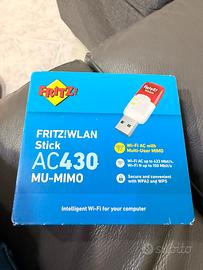 FRITZ!
FRITZ!
FRITZ!WLAN
Stick
AC430
MU-MIMO
Wi-Fi AC with
Multi-User MIMO
Wi-Fi AC up to 433 Mbit/s,
Wi-Fi N up to 150 Mbit/s
Secure and convenient
with WPA2 and WPS
Intelligent Wi-Fi for your computer
subito